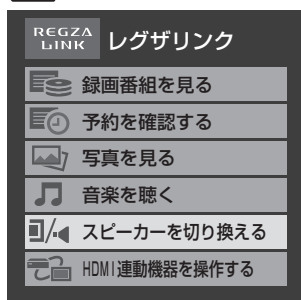 REGZA
LINK レグザリンク
録画番組を見る
予約を確認する
写真を見る
音楽を聴く
スピーカーを切り換える
HDMI連動機器を操作する